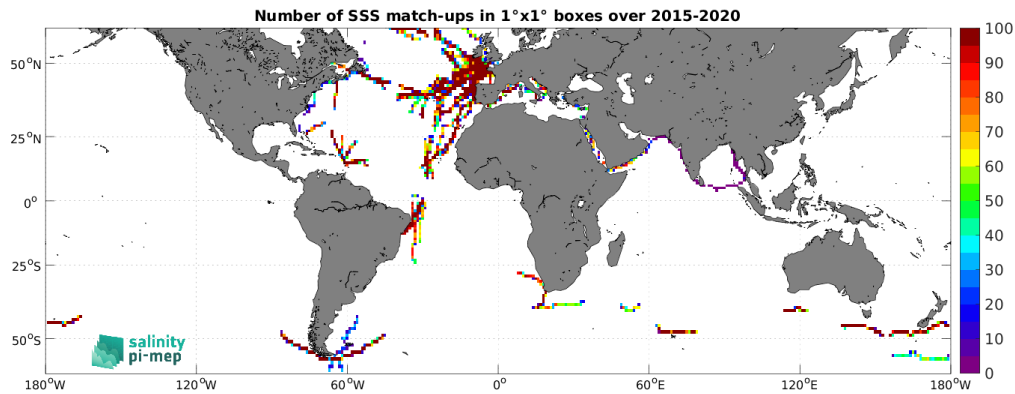 Number of SSS match-ups in 1°x1° boxes over 2015-2020
100
90
80
70
60
50
40
30
20
10
0
50°N
25°N
0°
25°S
50°S
salinity
pi-mep
180°W 120°W 60°W 0° 60°E 120°E 180°W